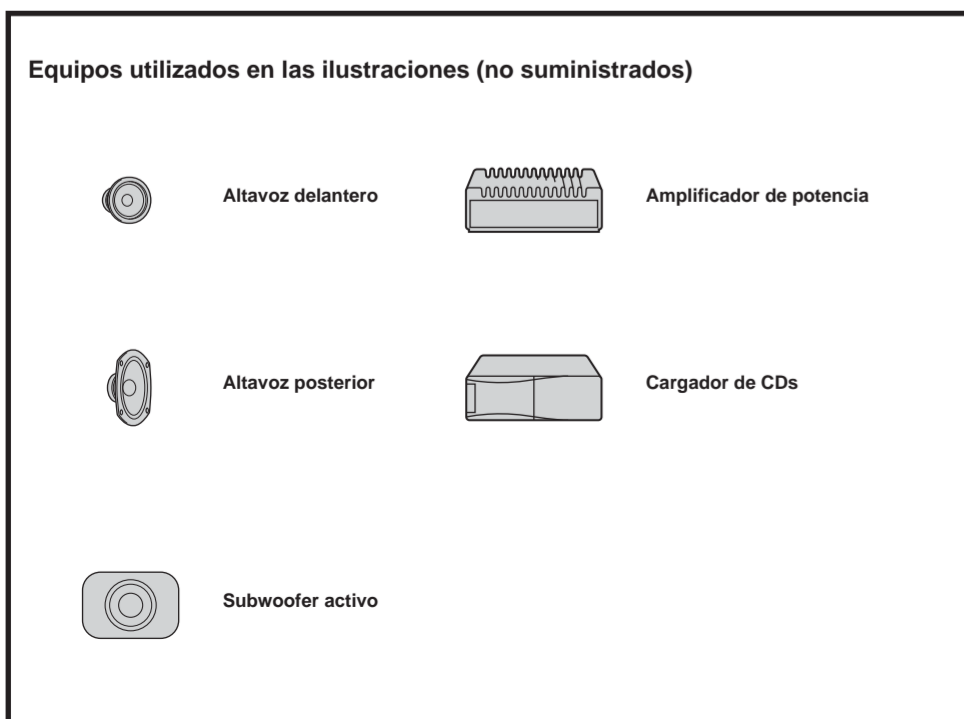 Equipos utilizados en las ilustraciones (no suministrados)
Altavoz delantero
Amplificador de potencia
Altavoz posterior
Cargador de CDs
Subwoofer activo